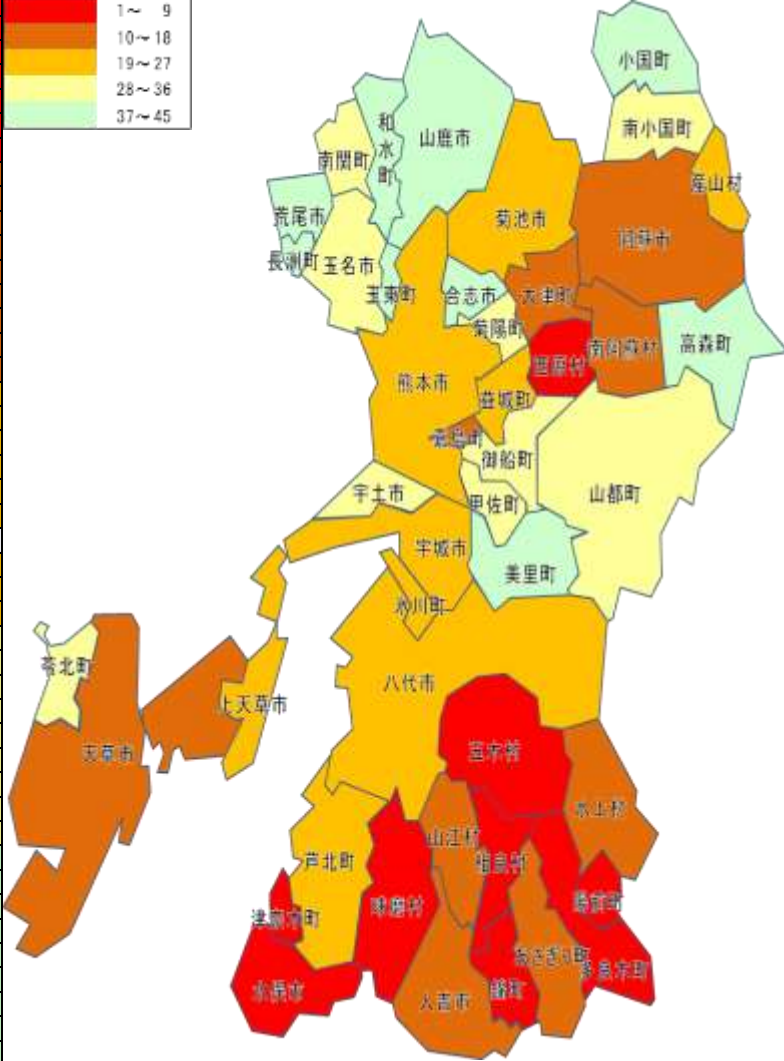 1～ 9
10～18
19～27
28～36
37～45
小国町
南小国町
和水町
山鹿市
南関町
産山村
荒尾市
菊池市
阿蘇市
長洲町
玉名市
玉東町
合志市
大津町
菊陽町
西原村
南阿蘇村
高森町
熊本市
益城町
嘉島町
御船町
宇土市
甲佐町
山都町
宇城市
美里町
氷川町
苓北町
八代市
上天草市
天草市
五木村
水上村
山江村
相良村
芦北町
湯前町
球磨村
津奈木町
あさぎり町
多良木町
水俣市
錦町
人吉市